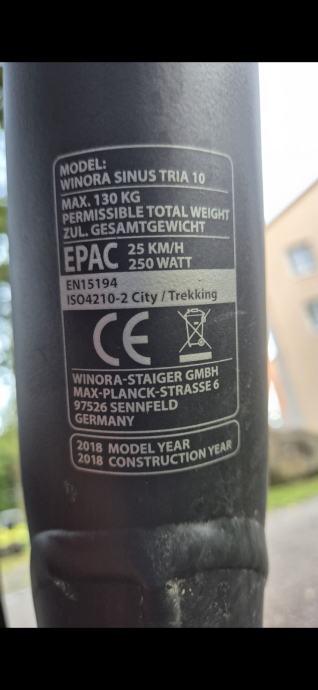 MODEL:
WINORA SINUS TRIA 10
MAX. 130 KG
PERMISSIBLE TOTAL WEIGHT
ZUL. GESAMTGEWICHT
EPAC 25 KM/H
250 WATT
EN15194
ISO4210-2 City / Trekking
CE
WINORA-STAIGER GMBH
MAX-PLANCK-STRASSE 6
97526 SENNFELD
GERMANY
2018 MODEL YEAR
2018 CONSTRUCTION YEAR